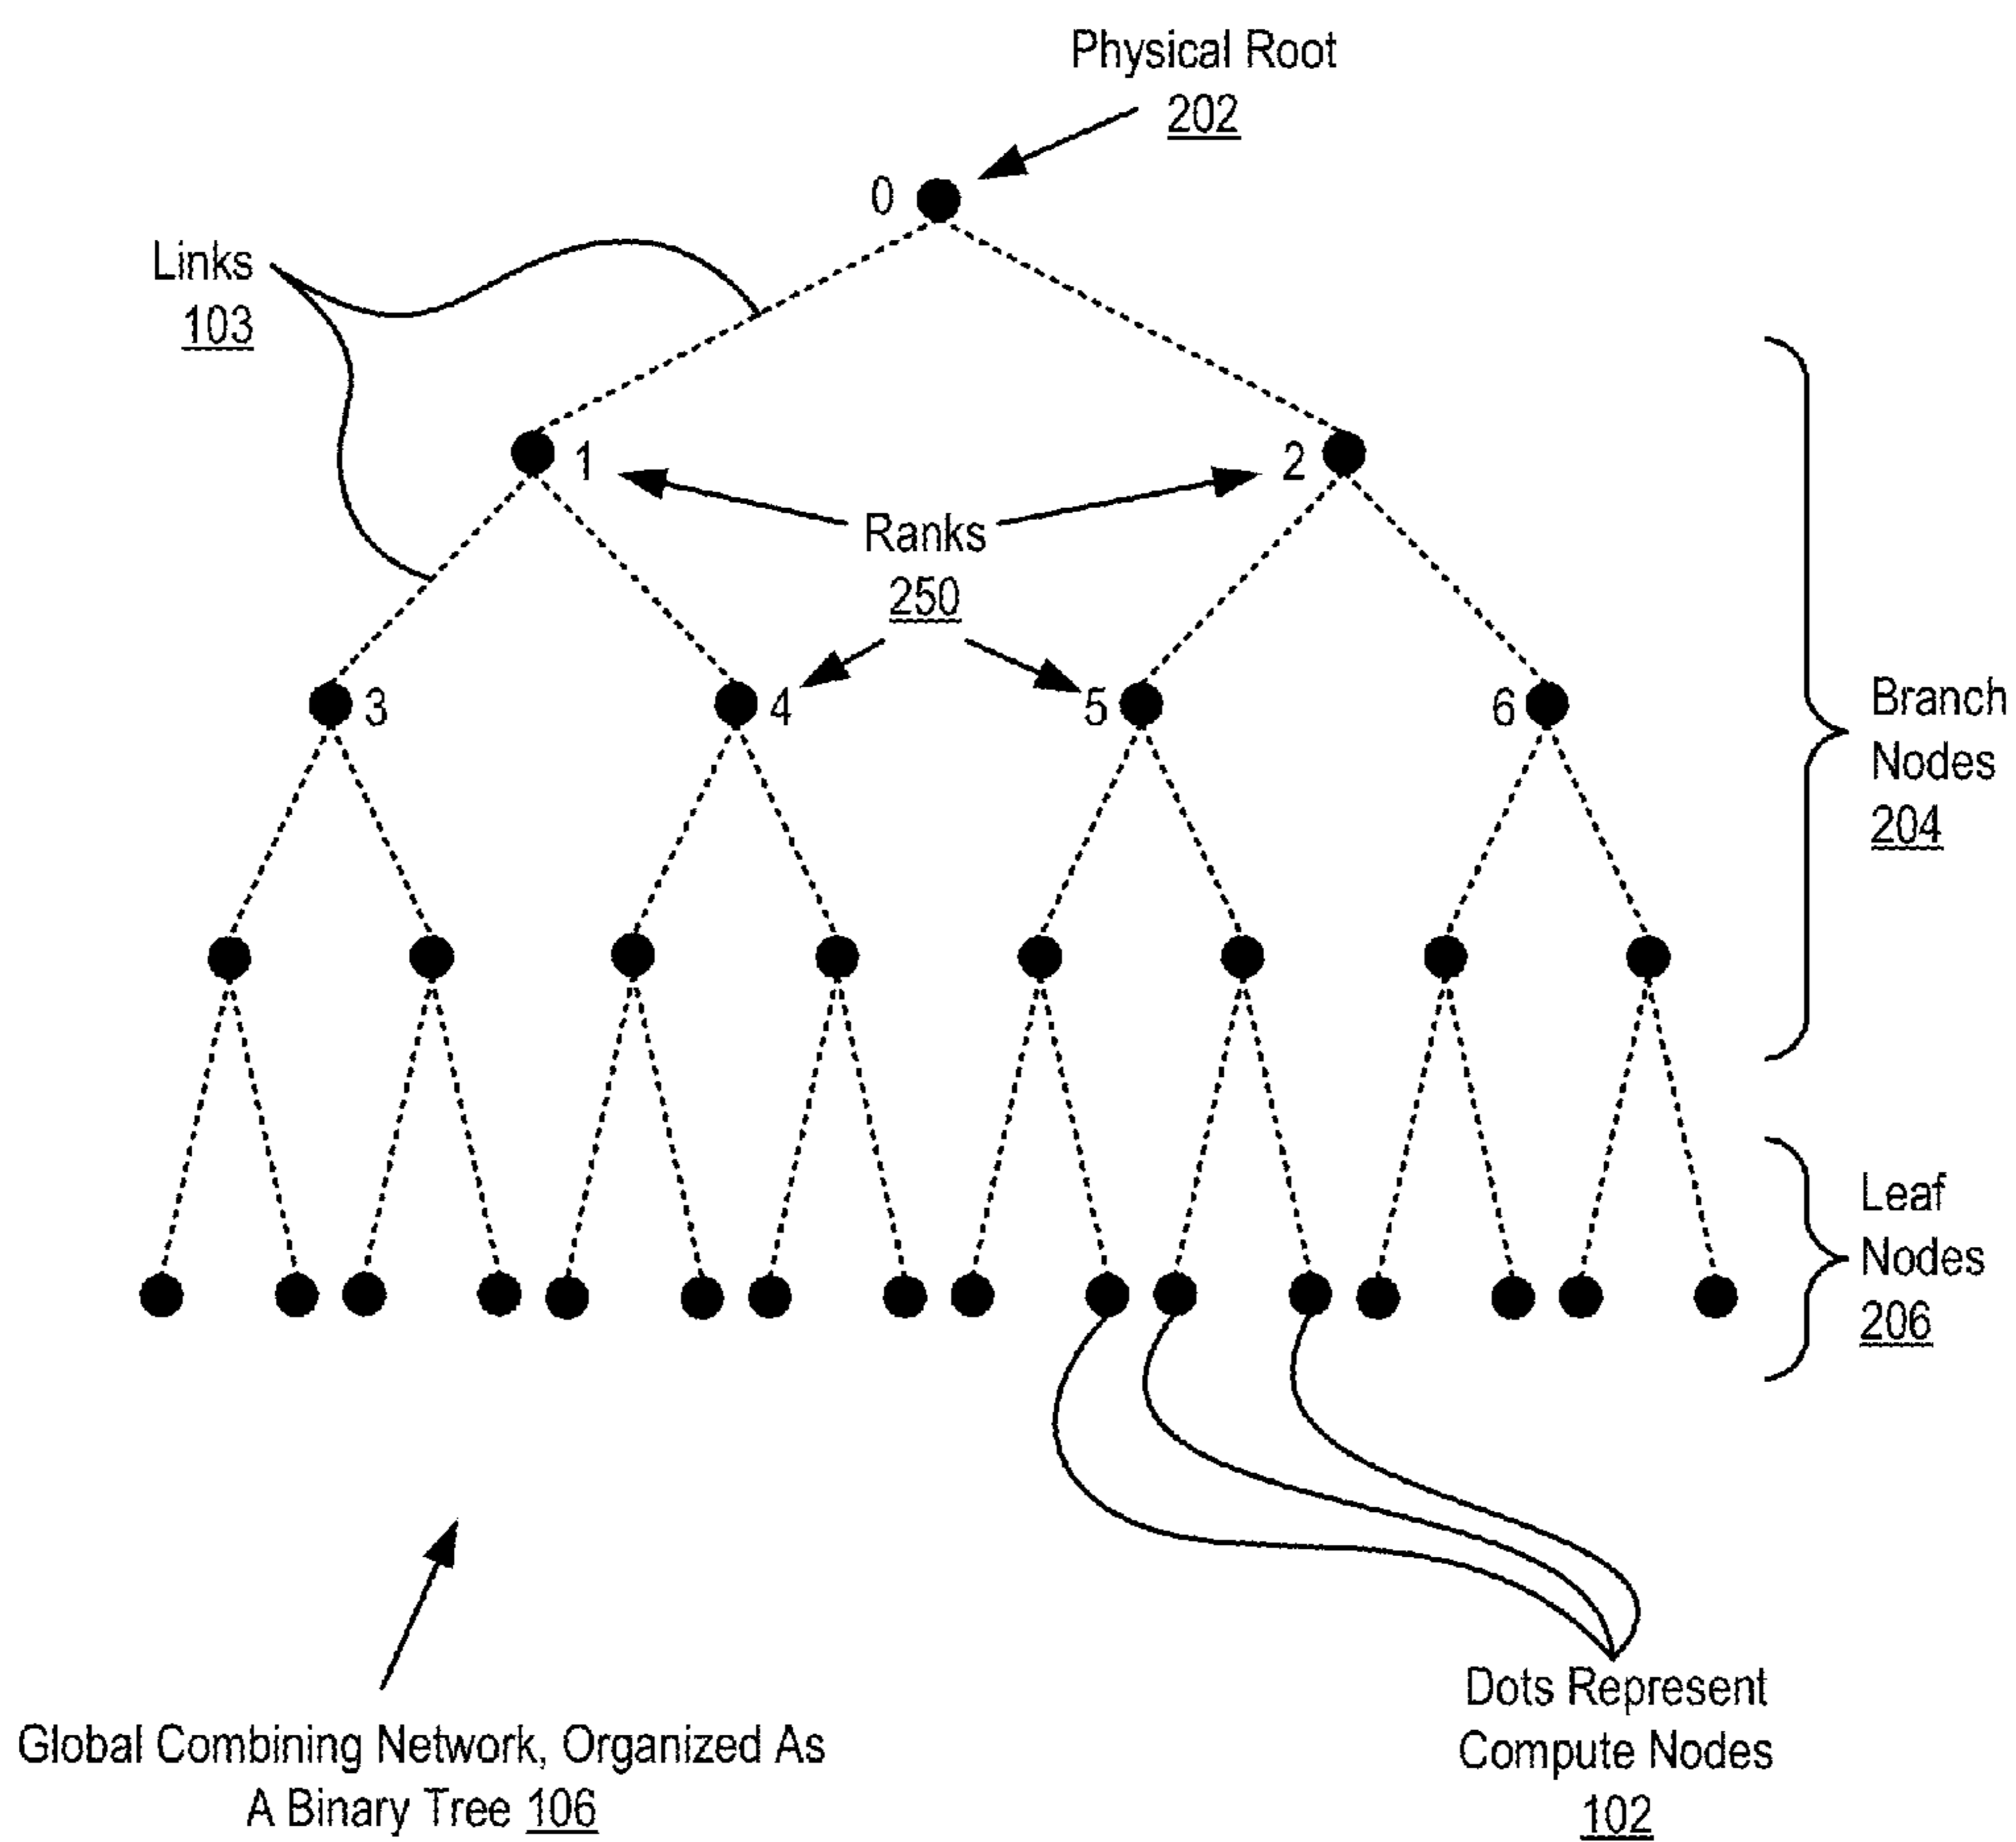 Physical Root
202
0
Links
103
1
2
Ranks
250
3
4
5
6
Branch
Nodes
204
Leaf
Nodes
206
Global Combining Network, Organized As
A Binary Tree 106
Dots Represent
Compute Nodes
102